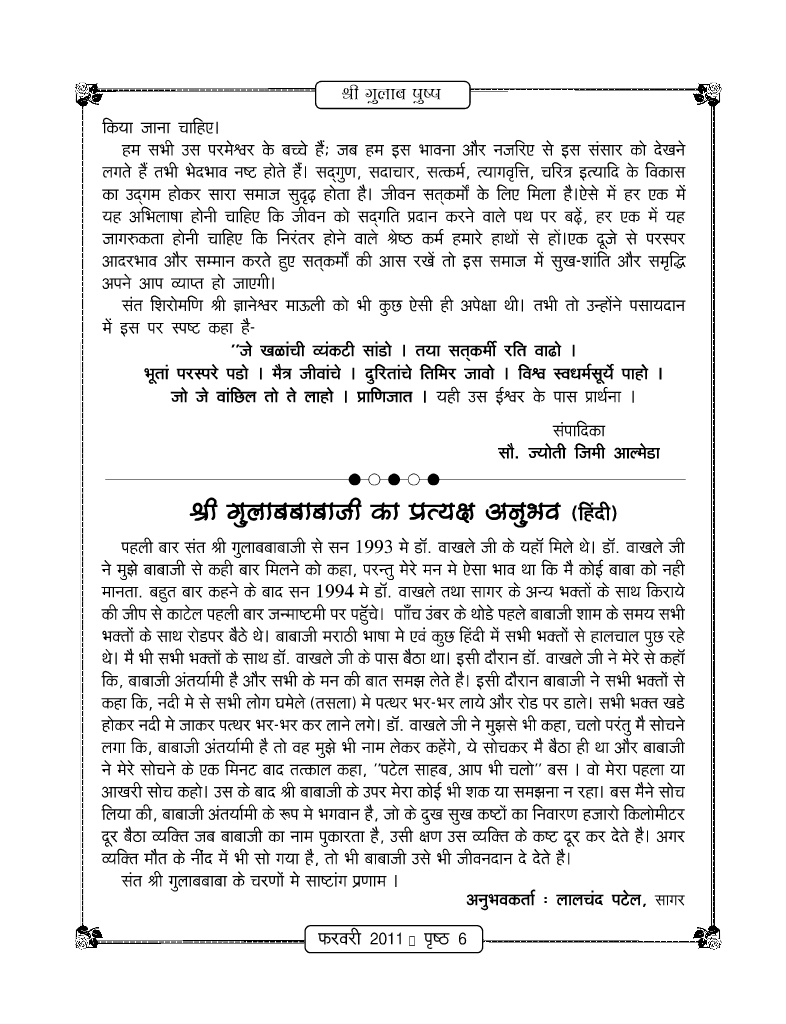 श्री गुलाब पुष्प
किया जाना चाहिए।
हम सभी उस परमेश्वर के बच्चे हैं; जब हम इस भावना और नजरिए से इस संसार को देखने
लगते हैं तभी भेदभाव नष्ट होते हैं। सद्‌गुण, सदाचार, सत्कर्म, त्यागवृत्ति, चरित्र इत्यादि के विकास
का उद्‌गम होकर सारा समाज सुदृढ़ होता है। जीवन सत्‌कर्मों के लिए मिला है।ऐसे में हर एक में
यह अभिलाषा होनी चाहिए कि जीवन को सद्‌गति प्रदान करने वाले पथ पर बढ़ें, हर एक में यह
जागरुकता होनी चाहिए कि निरंतर होने वाले श्रेष्ठ कर्म हमारे हाथों से हों।एक दूजे से परस्पर
आदरभाव और सम्मान करते हुए सत्‌कर्मों की आस रखें तो इस समाज में सुख-शांति और समृद्धि
अपने आप व्याप्त हो जाएगी।
संत शिरोमणि श्री ज्ञानेश्वर माऊली को भी कुछ ऐसी ही अपेक्षा थी। तभी तो उन्होंने पसायदान
में इस पर स्पष्ट कहा है-
''जे खळांची व्यंकटी सांडो । तया सत्‌कर्मी रति वाढो ।
भूतां परस्परे पडो । मैत्र जीवांचे । दुरितांचे तिमिर जावो । विश्व स्वधर्मसूर्ये पाहो ।
जो जे वांछिल तो ते लाहो । प्राणिजात । यही उस ईश्वर के पास प्रार्थना ।
संपादिका
सौ. ज्योती जिमी आल्मेडा
श्री गुलाबबाबाजी का प्रत्यक्ष अनुभव (हिंदी)
पहली बार संत श्री गुलाबबाबाजी से सन 1993 मे डॉ. वाखले जी के यहॉ मिले थे। डॉ. वाखले जी
ने मुझे बाबाजी से कही बार मिलने को कहा, परन्तु मेरे मन मे ऐसा भाव था कि मै कोई बाबा को नही
मानता. बहुत बार कहने के बाद सन 1994 मे डॉ. वाखले तथा सागर के अन्य भक्तों के साथ किराये
की जीप से काटेल पहली बार जन्माष्टमी पर पहुँचे। पाँच उंबर के थोडे पहले बाबाजी शाम के समय सभी
भक्तों के साथ रोडपर बैठे थे। बाबाजी मराठी भाषा मे एवं कुछ हिंदी में सभी भक्तों से हालचाल पुछ रहे
थे। मै भी सभी भक्तों के साथ डॉ. वाखले जी के पास बैठा था। इसी दौरान डॉ. वाखले जी ने मेरे से कहॉ
कि, बाबाजी अंतर्यामी है और सभी के मन की बात समझ लेते है। इसी दौरान बाबाजी ने सभी भक्तों से
कहा कि, नदी मे से सभी लोग घमेले (तसला) मे पत्थर भर-भर लाये और रोड पर डाले। सभी भक्त खडे
होकर नदी मे जाकर पत्थर भर-भर कर लाने लगे। डॉ. वाखले जी ने मुझसे भी कहा, चलो परंतु मै सोचने
लगा कि, बाबाजी अंतर्यामी है तो वह मुझे भी नाम लेकर कहेंगे, ये सोचकर मै बैठा ही था और बाबाजी
ने मेरे सोचने के एक मिनट बाद तत्काल कहा, ''पटेल साहब, आप भी चलो'' बस । वो मेरा पहला या
आखरी सोच कहो। उस के बाद श्री बाबाजी के उपर मेरा कोई भी शक या समझना न रहा। बस मैने सोच
लिया की, बाबाजी अंतर्यामी के रूप मे भगवान है, जो के दुख सुख कष्टों का निवारण हजारो किलोमीटर
दूर बैठा व्यक्ति जब बाबाजी का नाम पुकारता है, उसी क्षण उस व्यक्ति के कष्ट दूर कर देते है। अगर
व्यक्ति मौत के नींद में भी सो गया है, तो भी बाबाजी उसे भी जीवनदान दे देते है।
संत श्री गुलाबबाबा के चरणों मे साष्टांग प्रणाम ।
अनुभवकर्ता : लालचंद पटेल, सागर
फरवरी 2011 ▯ पृष्ठ 6